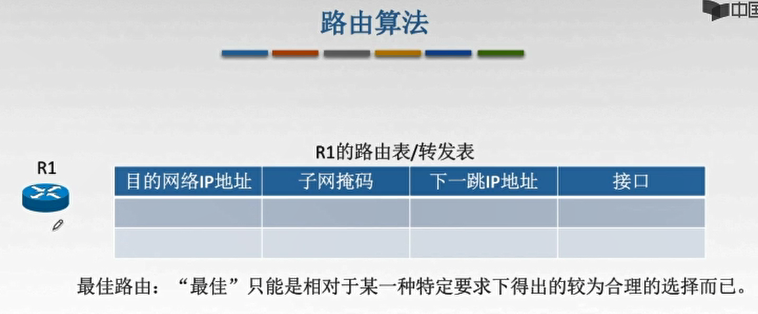 中国
路由算法
R1的路由表/转发表
R1
目的网络IP地址 子网掩码 下一跳IP地址 接口
最佳路由：“最佳”只能是相对于某一种特定要求下得出的较为合理的选择而已。